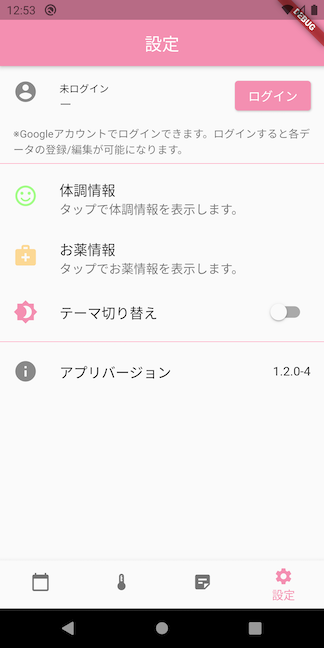 12:53
DEBUG
設定
未ログイン
—
ログイン
※Googleアカウントでログインできます。ログインすると各デ
ータの登録/編集が可能になります。
体調情報
タップで体調情報を表示します。
お薬情報
タップでお薬情報を表示します。
テーマ切り替え
アプリバージョン
1.2.0-4
設定